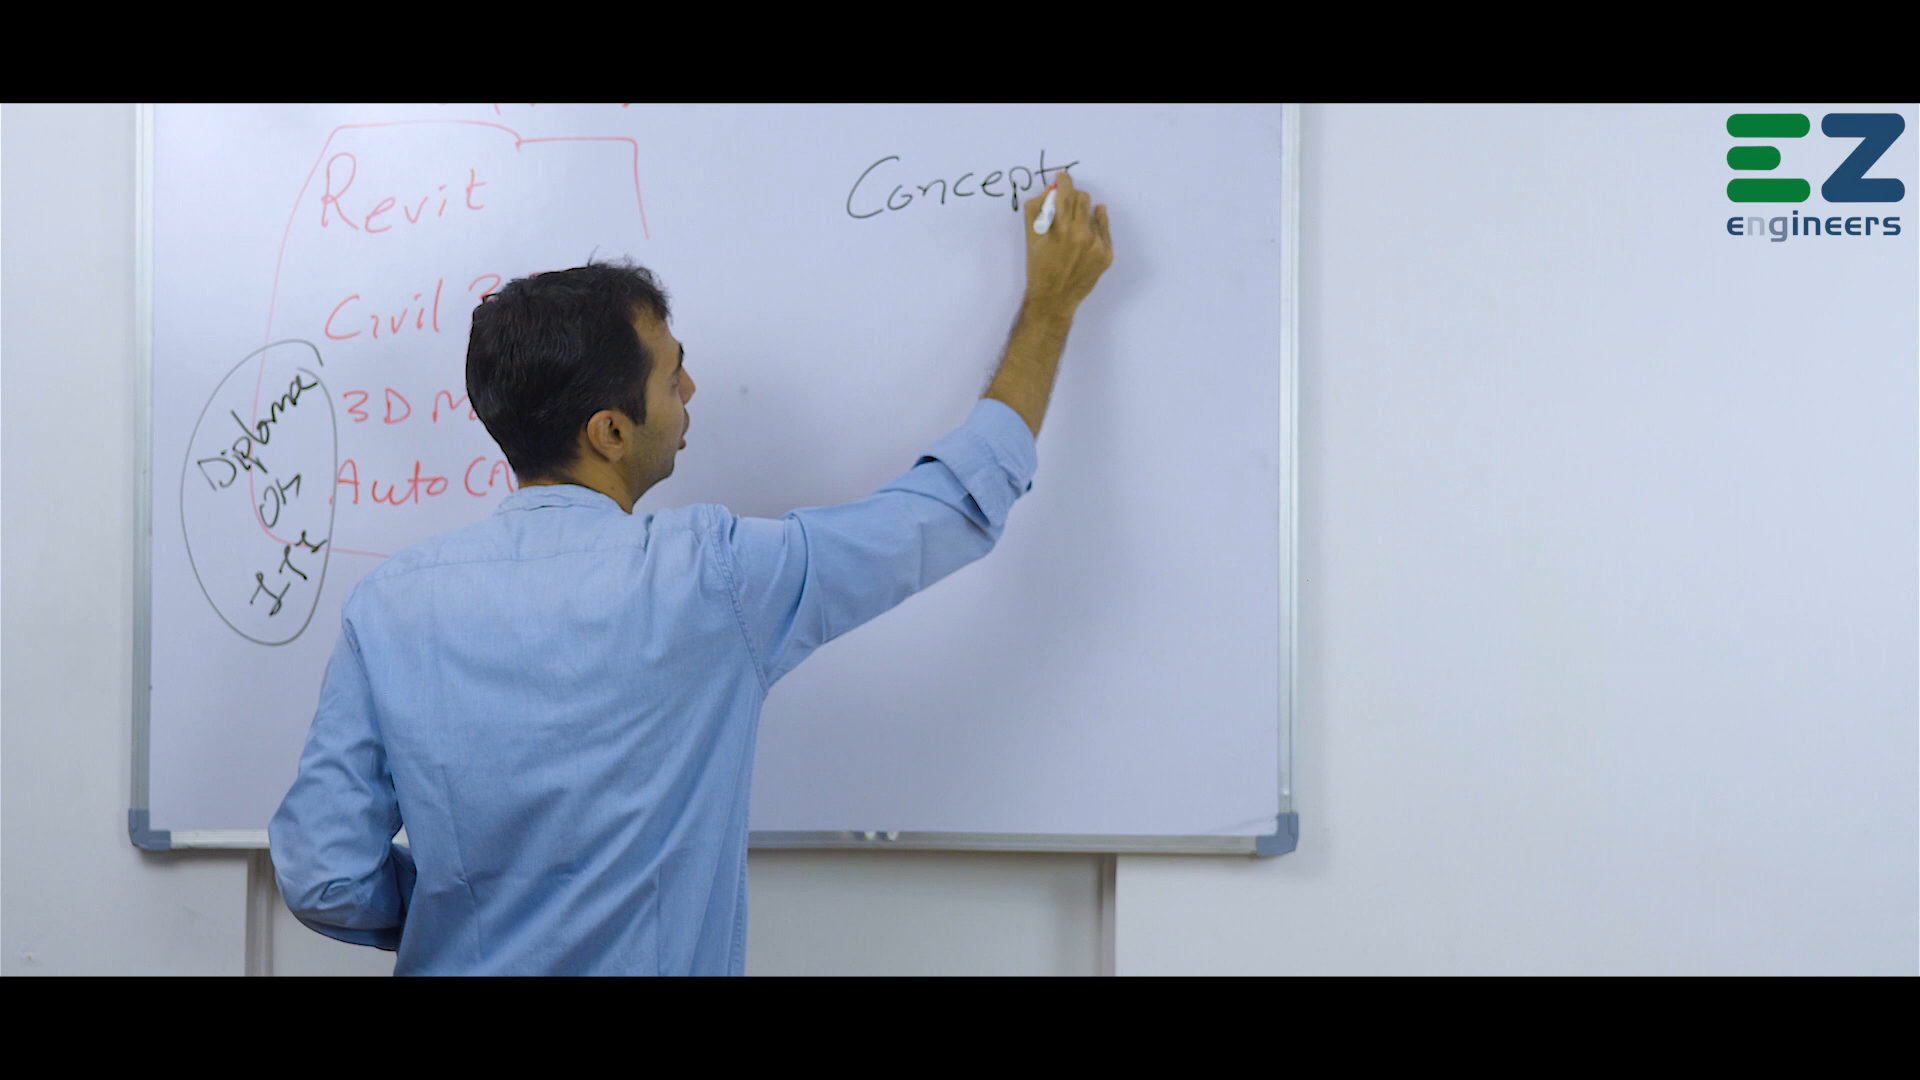 Revit
Civil 3
3D M
Auto CA
Diploma
or
ITI
Concept
EZ
engineers